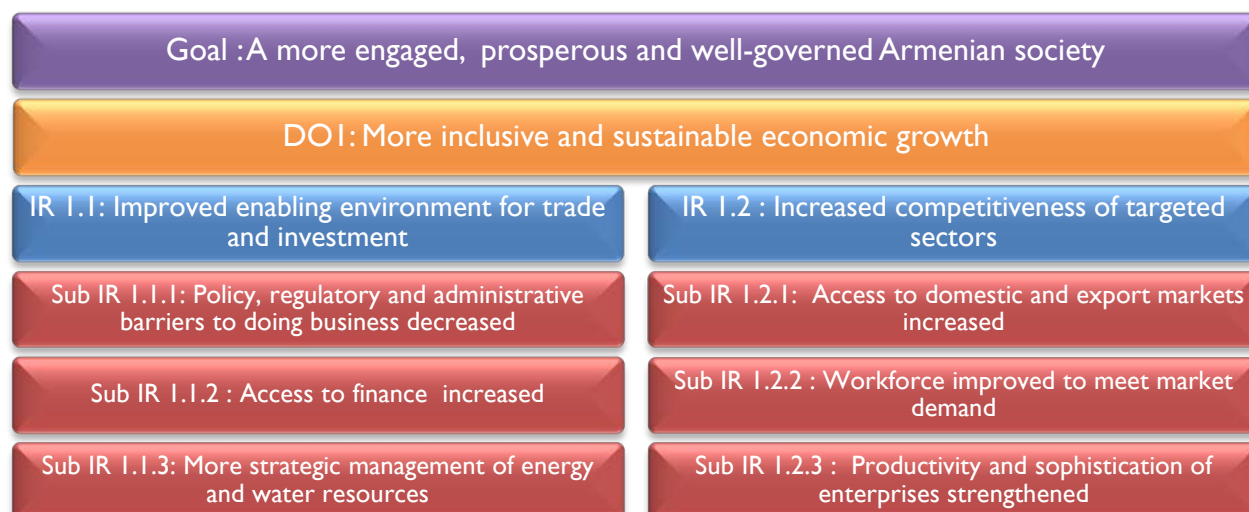 Goal : A more engaged, prosperous and well-governed Armenian society
DO1: More inclusive and sustainable economic growth
IR 1.1: Improved enabling environment for trade
and investment
IR 1.2 : Increased competitiveness of targeted
sectors
Sub IR 1.1.1: Policy, regulatory and administrative
barriers to doing business decreased
Sub IR 1.2.1: Access to domestic and export markets
increased
Sub IR 1.1.2 : Access to finance increased
Sub IR 1.2.2 : Workforce improved to meet market
demand
Sub IR 1.1.3: More strategic management of energy
and water resources
Sub IR 1.2.3 : Productivity and sophistication of
enterprises strengthened